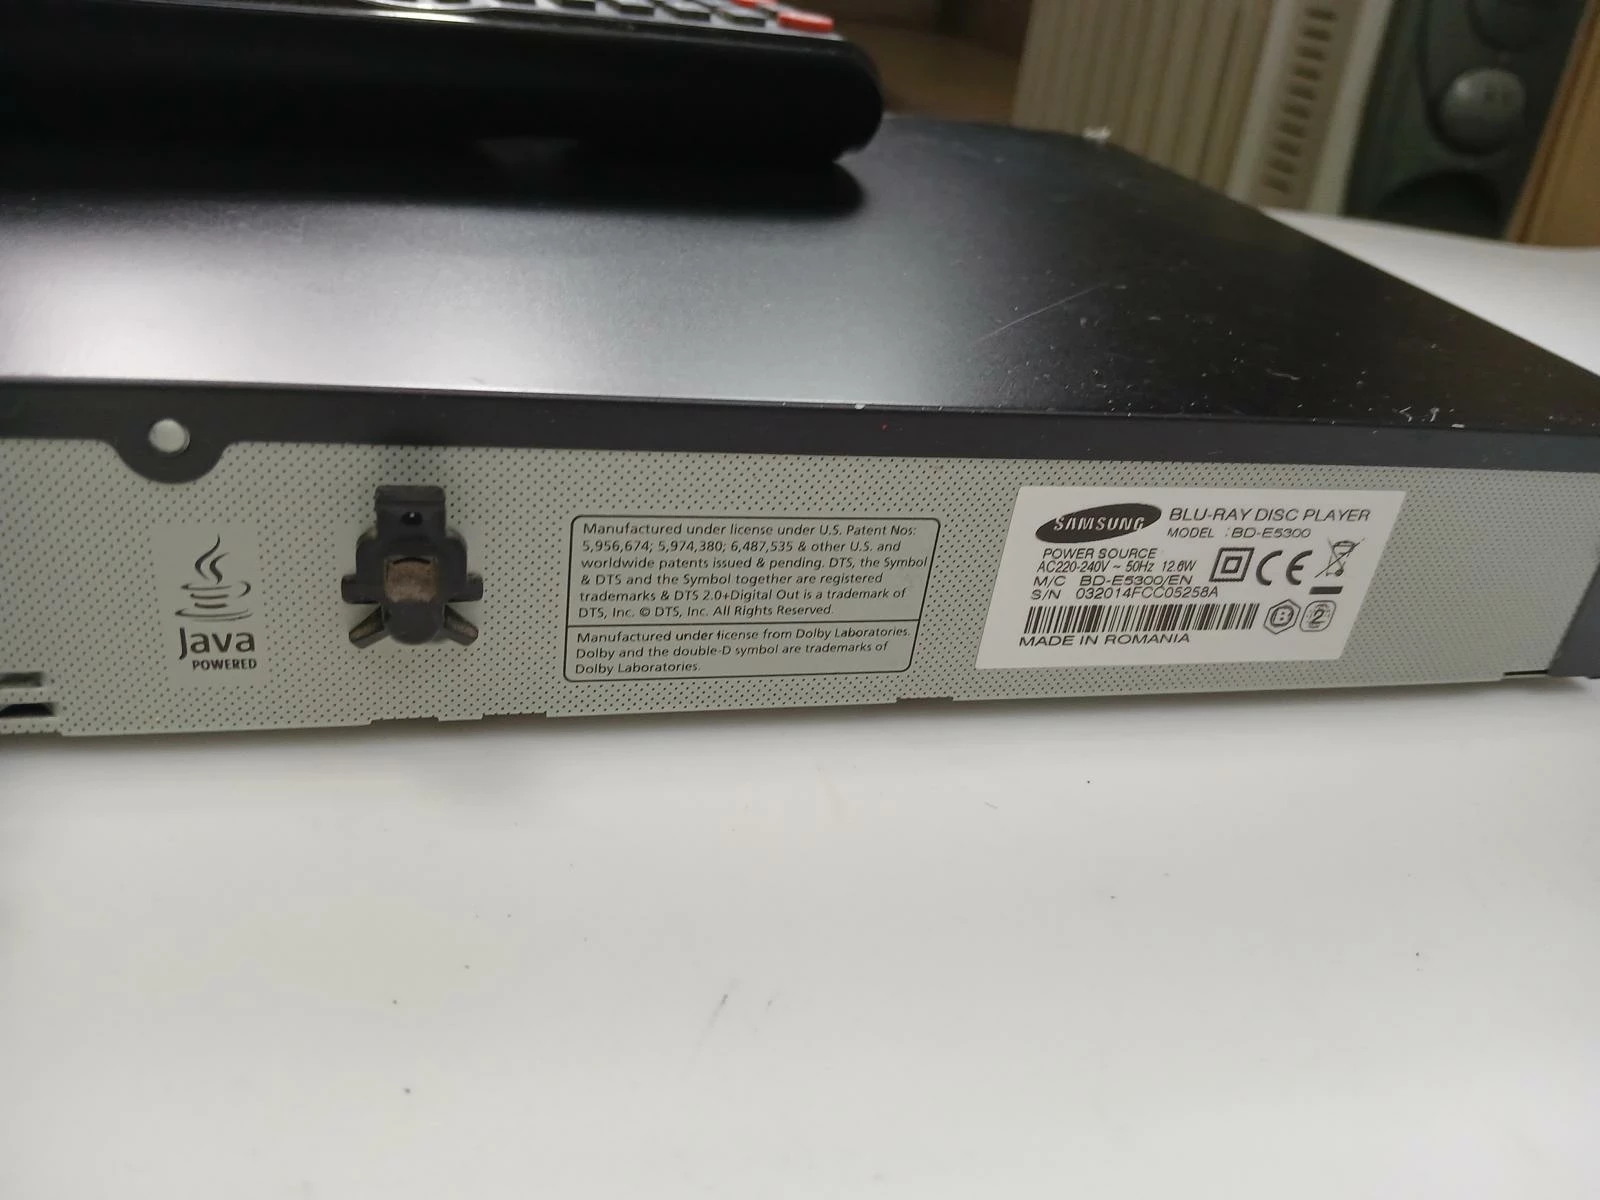 Java
POWERED
Manufactured under license under U.S. Patent Nos:
5,956,674; 5,974,380; 6,487,535 & other U.S. and
worldwide patents issued & pending. DTS, the Symbol
& DTS and the Symbol together are registered
trademarks & DTS 2.0+Digital Out is a trademark of
DTS, Inc. © DTS, Inc. All Rights Reserved.
Manufactured under license from Dolby Laboratories.
Dolby and the double-D symbol are trademarks of
Dolby Laboratories.
SAMSUNG BLU-RAY DISC PLAYER
MODEL : BD-E5300
POWER SOURCE
AC220-240V ~ 50Hz 12.6W
M/C BD-E5300/EN
S/N 032014FCC05258A
CE
B 2
MADE IN ROMANIA